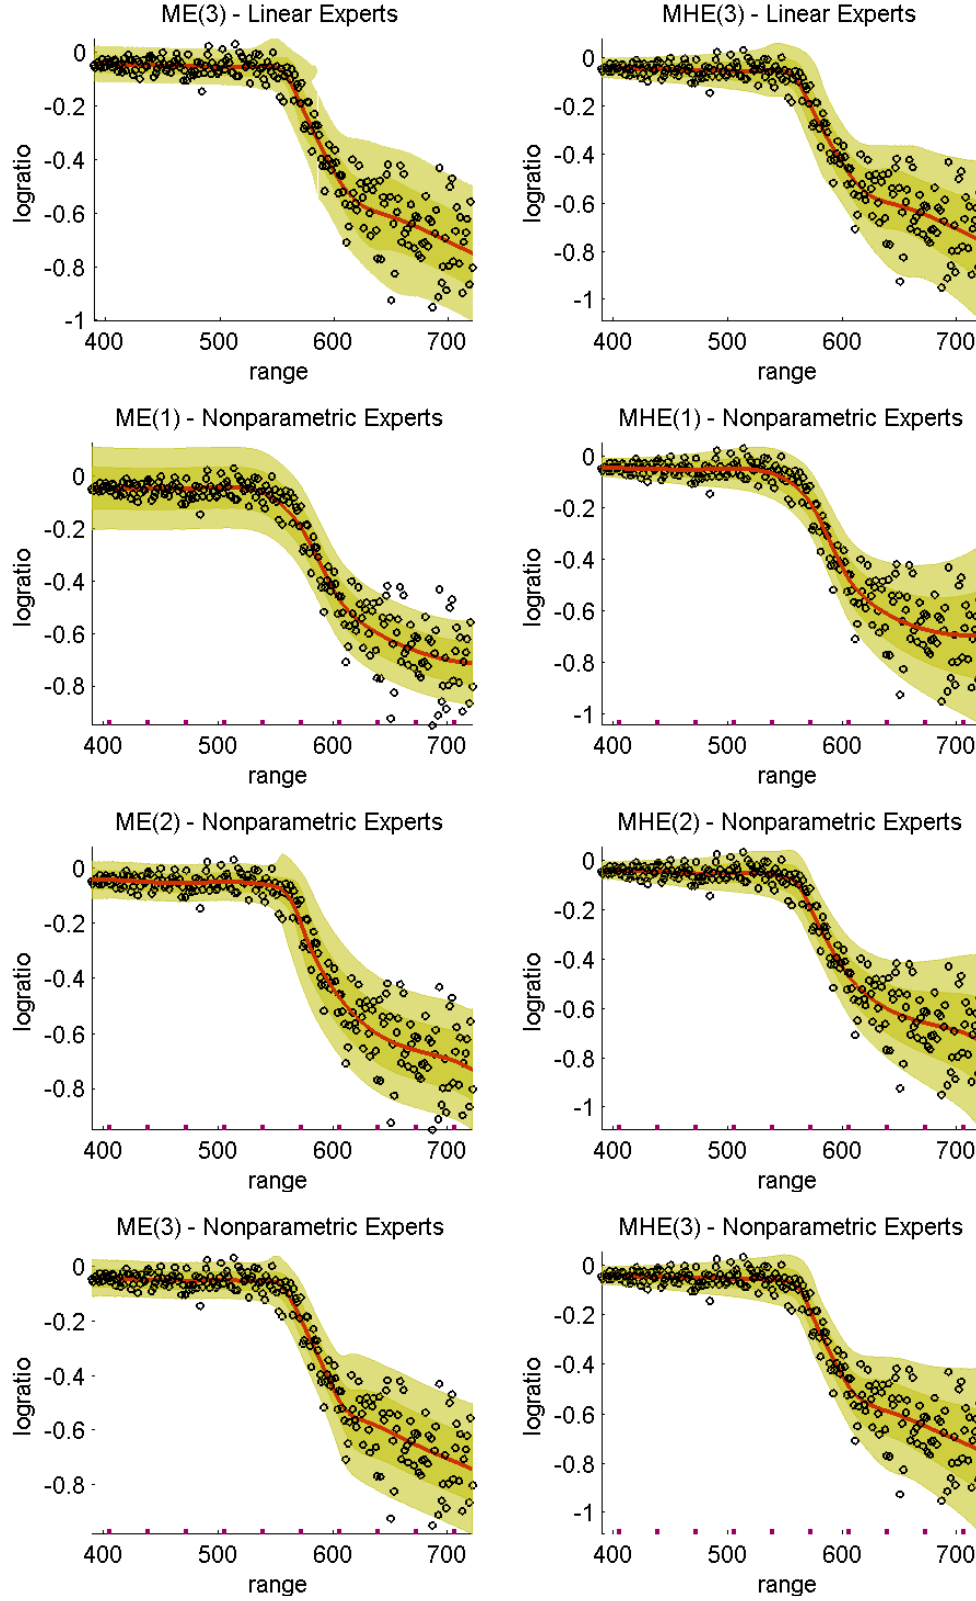 ME(3) - Linear Experts
0
-0.2
-0.4
-0.6
-0.8
-1
logratio
400 500 600 700
range
MHE(3) - Linear Experts
0
-0.2
-0.4
-0.6
-0.8
-1
logratio
400 500 600 700
range
ME(1) - Nonparametric Experts
0
-0.2
-0.4
-0.6
-0.8
logratio
400 500 600 700
range
MHE(1) - Nonparametric Experts
0
-0.2
-0.4
-0.6
-0.8
-1
logratio
400 500 600 700
range
ME(2) - Nonparametric Experts
0
-0.2
-0.4
-0.6
-0.8
logratio
400 500 600 700
range
MHE(2) - Nonparametric Experts
0
-0.2
-0.4
-0.6
-0.8
-1
logratio
400 500 600 700
range
ME(3) - Nonparametric Experts
0
-0.2
-0.4
-0.6
-0.8
logratio
400 500 600 700
range
MHE(3) - Nonparametric Experts
0
-0.2
-0.4
-0.6
-0.8
-1
logratio
400 500 600 700
range